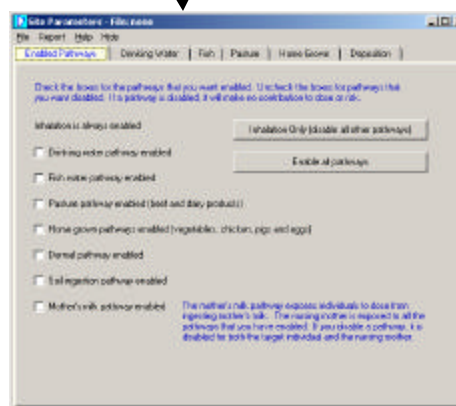 Site Parameters - File: none
File Report Help Hide
Enabled Pathways Drinking Water Fish Pasture Home Grown Deposition
Check the boxes for the pathways that you want enabled. Uncheck the boxes for pathways that
you want disabled. If a pathway is disabled, it will make no contribution to dose or risk.
Inhalation is always enabled
Inhalation Only (disable all other pathways)
Drinking water pathway enabled
Enable all pathways
Fish water pathway enabled
Pasture pathway enabled (beef and dairy products)
Home grown pathways enabled (vegetables, chicken, pigs and eggs)
Dermal pathway enabled
Soil ingestion pathway enabled
Mother's milk pathway enabled
The mother's milk pathway exposes individuals to dose from
ingesting mother's milk. The nursing mother is exposed to all the
pathways that you have enabled. If you disable a pathway, it is
disabled for both the target individual and the nursing mother.